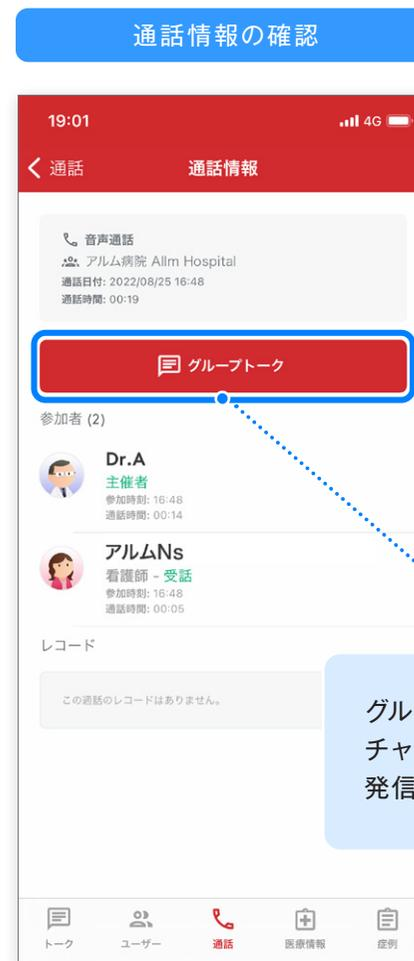 通話情報の確認
19:01
4G
通話
通話情報
音声通話
アルム病院 Allm Hospital
通話日付: 2022/08/25 16:48
通話時間: 00:19
グループトーク
参加者 (2)
Dr.A
主催者
参加時刻: 16:48
通話時間: 00:14
アルムNs
看護師 - 受話
参加時刻: 16:48
通話時間: 00:05
レコード
この通話のレコードはありません。
グル
チャ
発信
トーク
ユーザー
通話
医療情報
症例